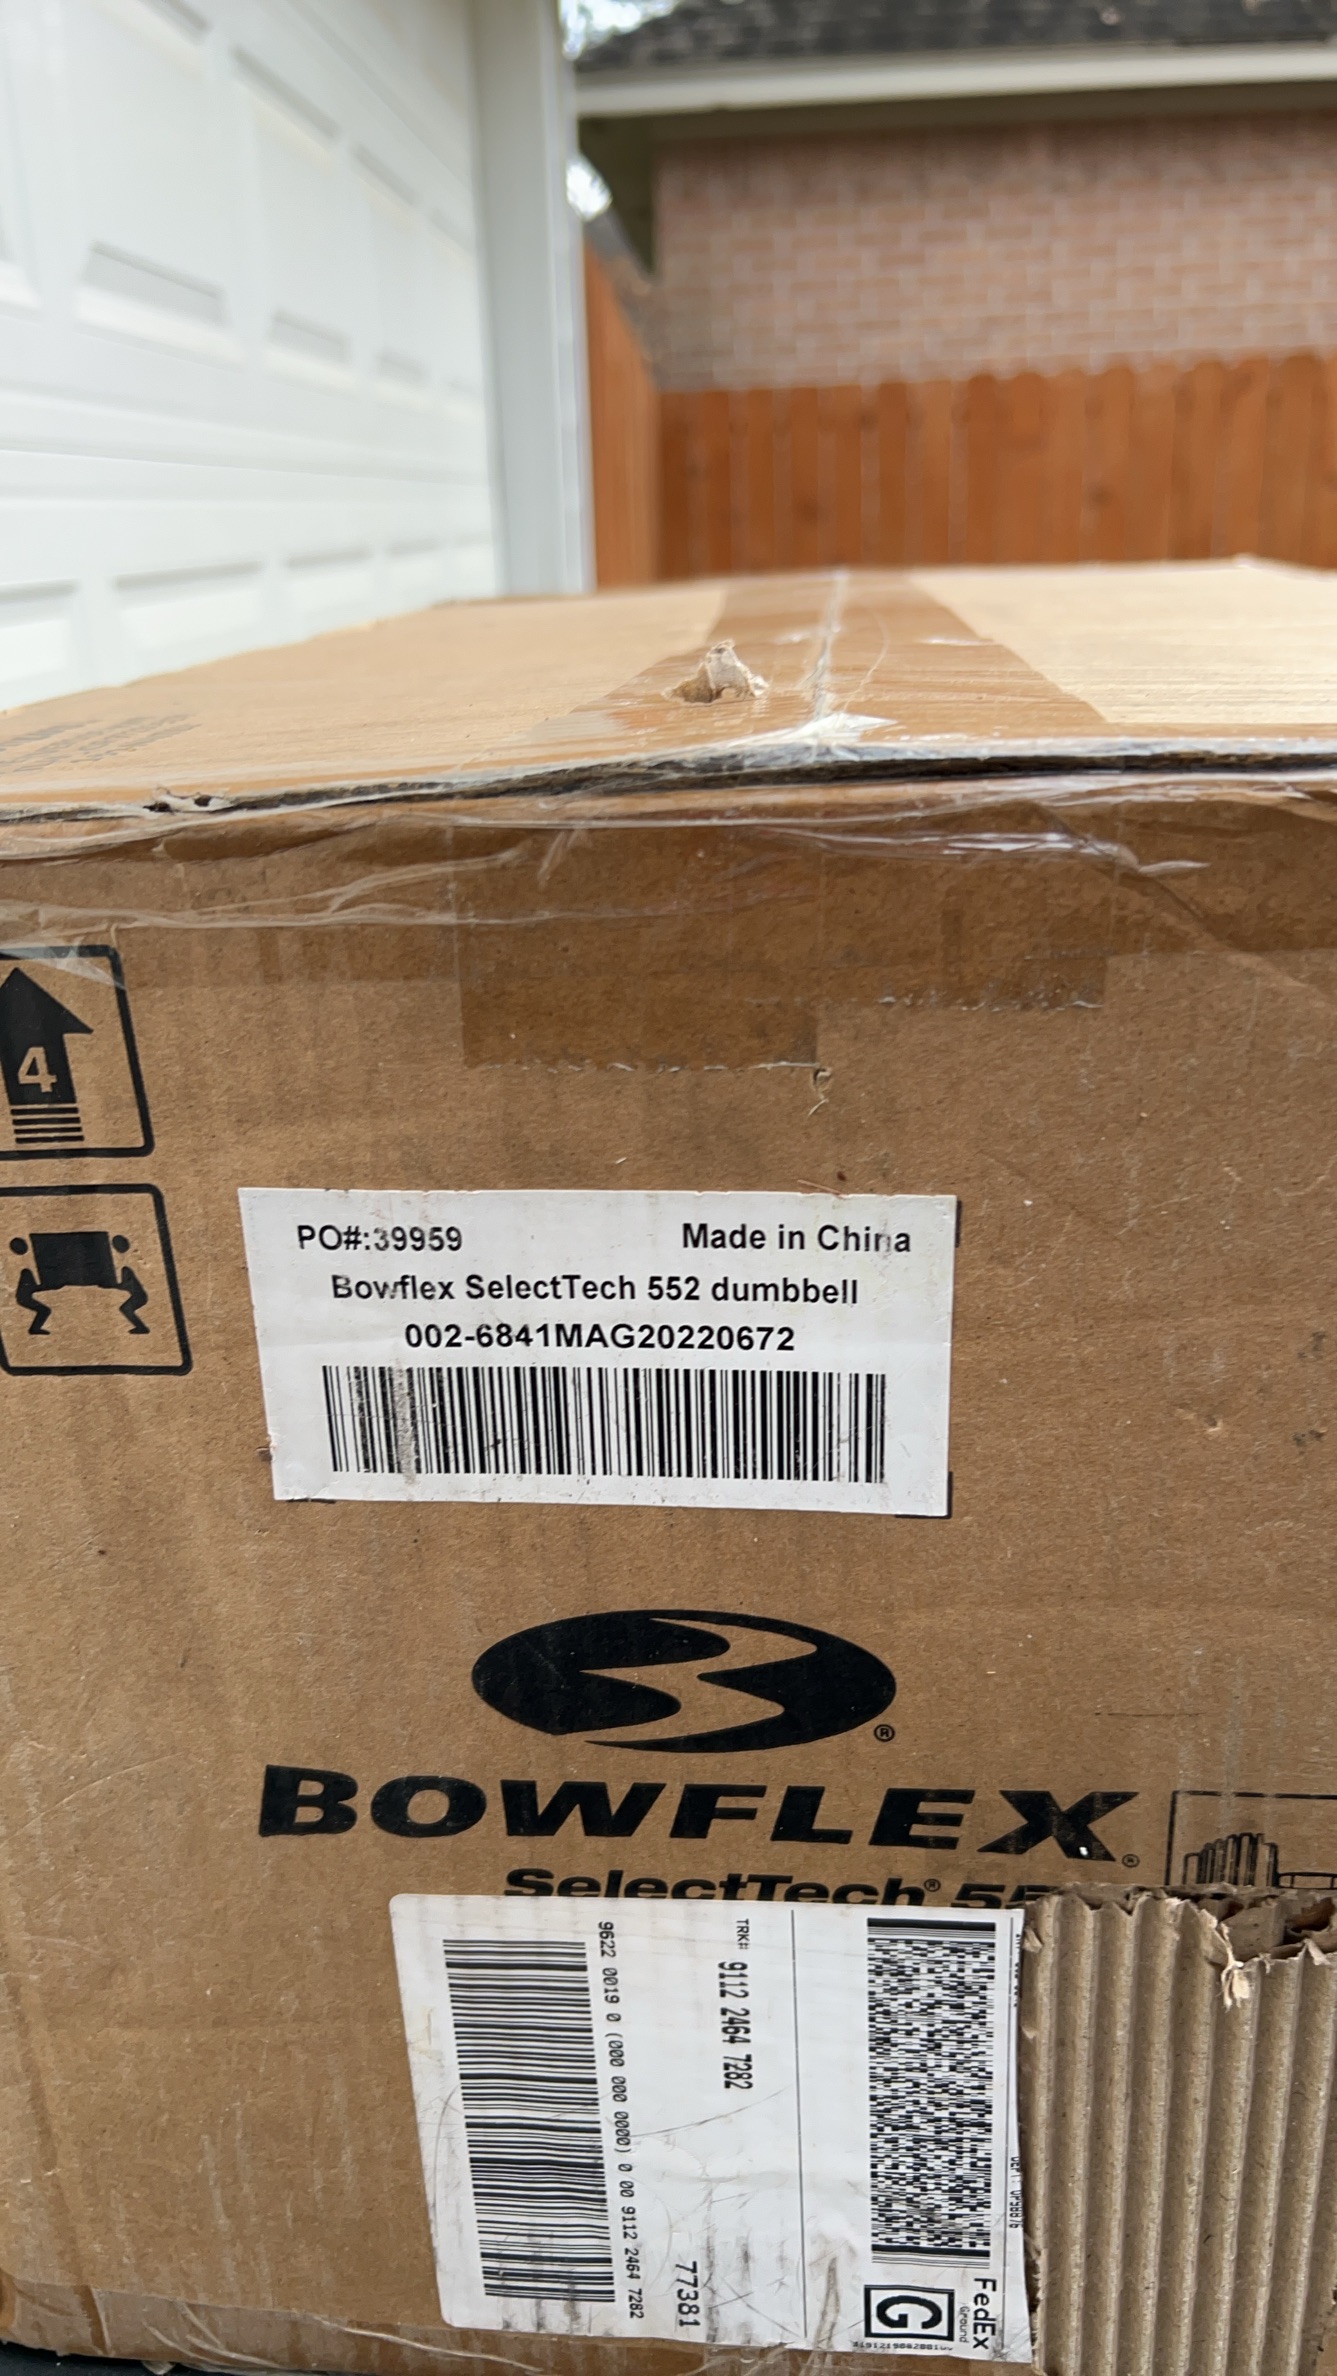 4
PO#:39959 Made in China
Bowflex SelectTech 552 dumbbell
002-6841MAG20220672
BOWFLEX®
SelectTech® 55
TRK# 9112 2464 7282
9622 0019 0 (000 000 0000) 0 00 9112 2464 7282
77381
FedEx
Ground
G